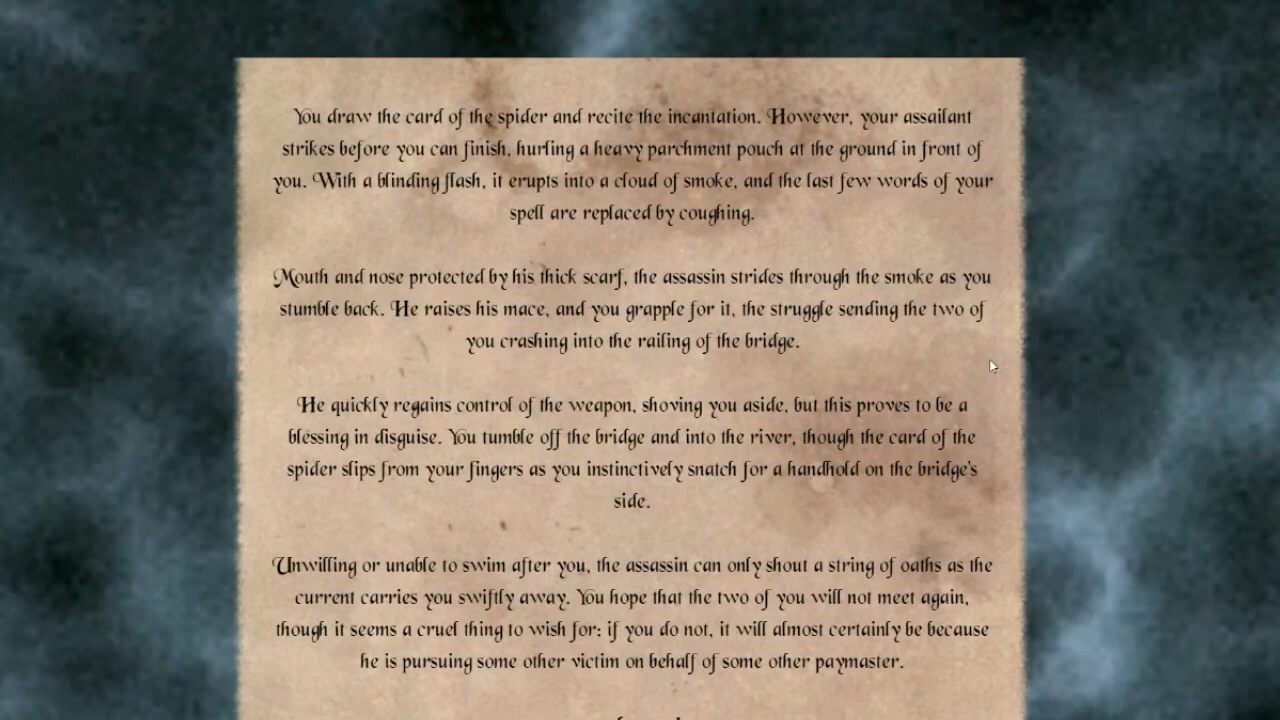 You draw the card of the spider and recite the incantation. However, your assailant
strikes before you can finish, hurling a heavy parchment pouch at the ground in front of
you. With a blinding flash, it erupts into a cloud of smoke, and the last few words of your
spell are replaced by coughing.
Mouth and nose protected by his thick scarf, the assassin strides through the smoke as you
stumble back. He raises his mace, and you grapple for it, the struggle sending the two of
you crashing into the railing of the bridge.
He quickly regains control of the weapon, shoving you aside, but this proves to be a
blessing in disguise. You tumble off the bridge and into the river, though the card of the
spider slips from your fingers as you instinctively snatch for a handhold on the bridge's
side.
Unwilling or unable to swim after you, the assassin can only shout a string of oaths as the
current carries you swiftly away. You hope that the two of you will not meet again,
though it seems a cruel thing to wish for: if you do not, it will almost certainly be because
he is pursuing some other victim on behalf of some other paymaster.